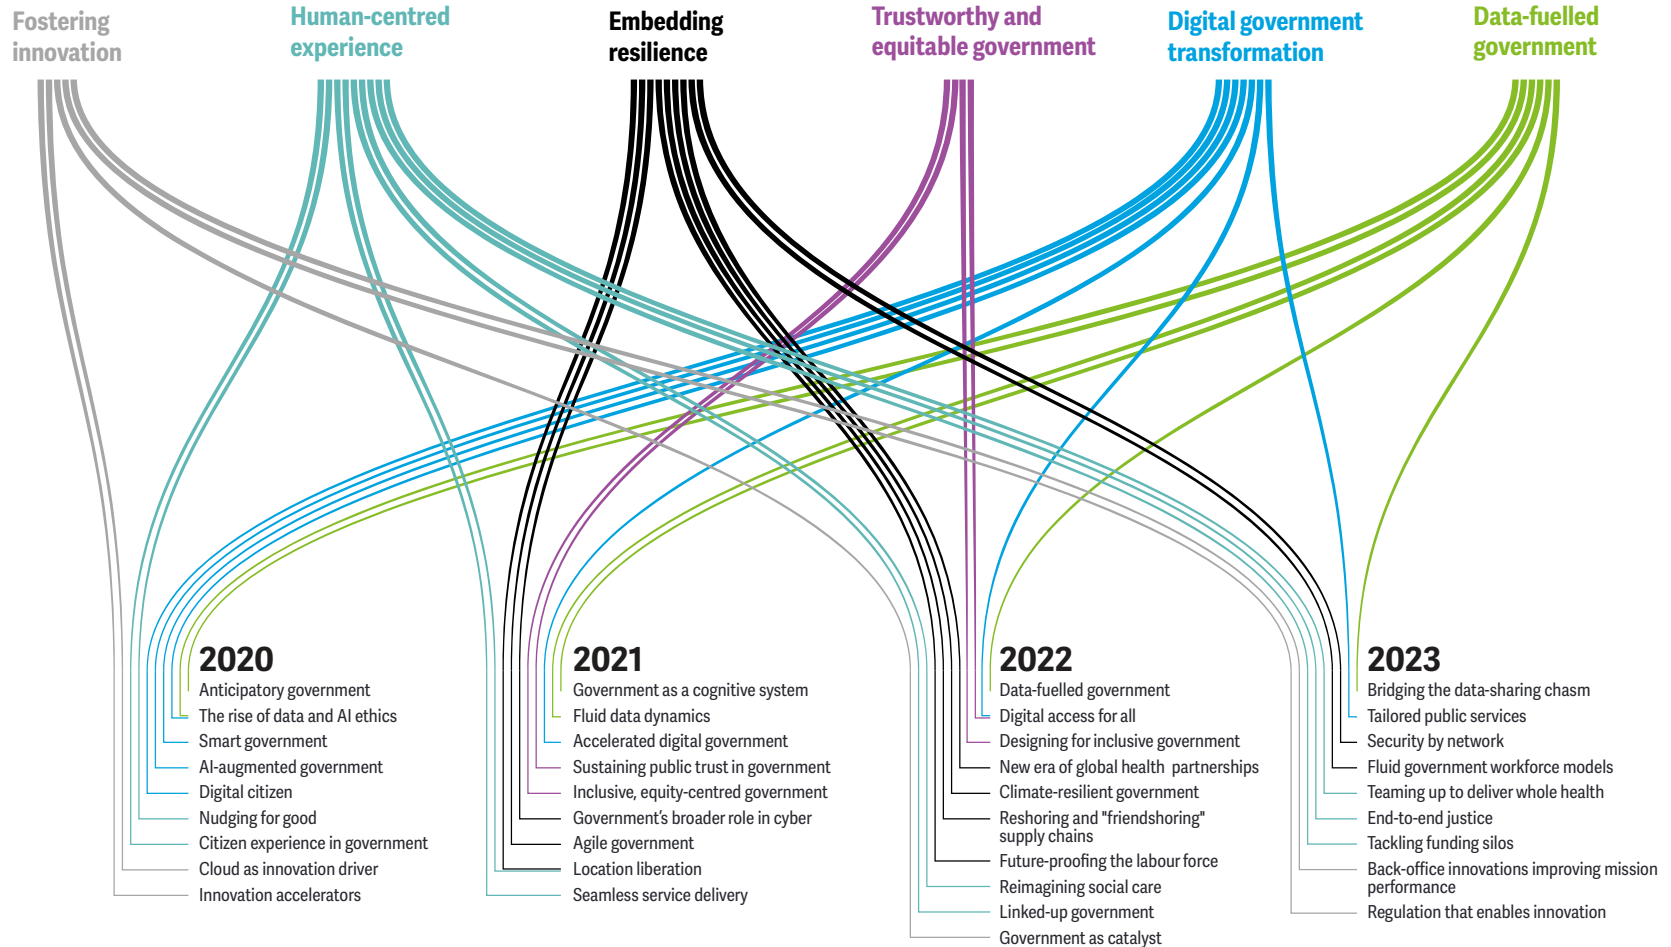 Fostering
innovation
Human-centred
experience
Embedding
resilience
Trustworthy and
equitable government
Digital government
transformation
Data-fuelled
government
2020
Anticipatory government
The rise of data and AI ethics
Smart government
AI-augmented government
Digital citizen
Nudging for good
Citizen experience in government
Cloud as innovation driver
Innovation accelerators
2021
Government as a cognitive system
Fluid data dynamics
Accelerated digital government
Sustaining public trust in government
Inclusive, equity-centred government
Government’s broader role in cyber
Agile government
Location liberation
Seamless service delivery
2022
Data-fuelled government
Digital access for all
Designing for inclusive government
New era of global health partnerships
Climate-resilient government
Reshoring and "friendshoring"
supply chains
Future-proofing the labour force
Reimagining social care
Linked-up government
Government as catalyst
2023
Bridging the data-sharing chasm
Tailored public services
Security by network
Fluid government workforce models
Teaming up to deliver whole health
End-to-end justice
Tackling funding silos
Back-office innovations improving mission
performance
Regulation that enables innovation